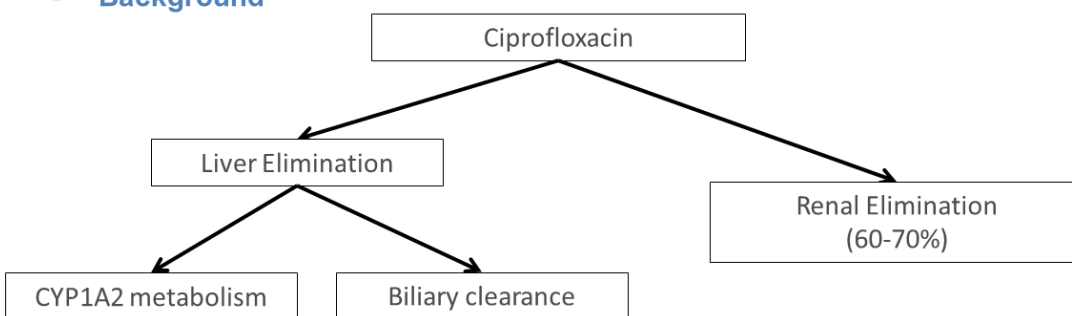 Background
Ciprofloxacin
Liver Elimination
Renal Elimination
(60-70%)
CYP1A2 metabolism
Biliary clearance